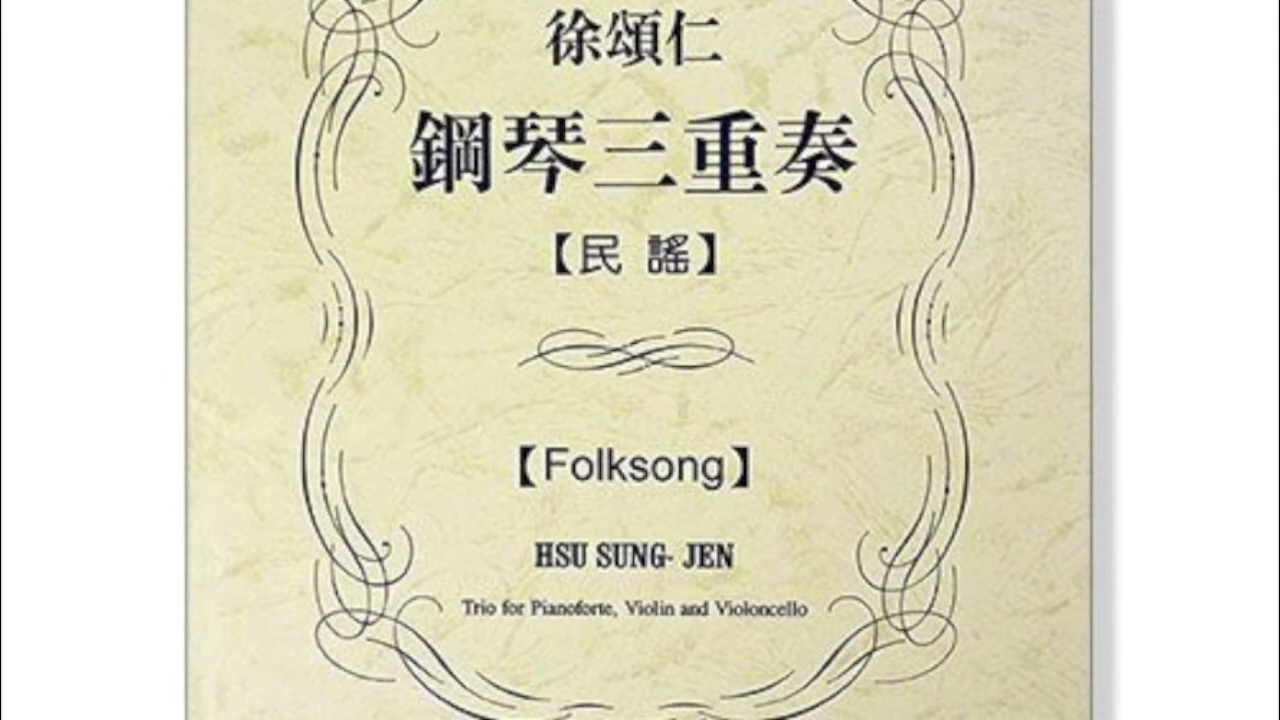 徐頌仁
鋼琴三重奏
【民 謠】
【Folksong】
HSU SUNG- JEN
Trio for Pianoforte, Violin and Violoncello